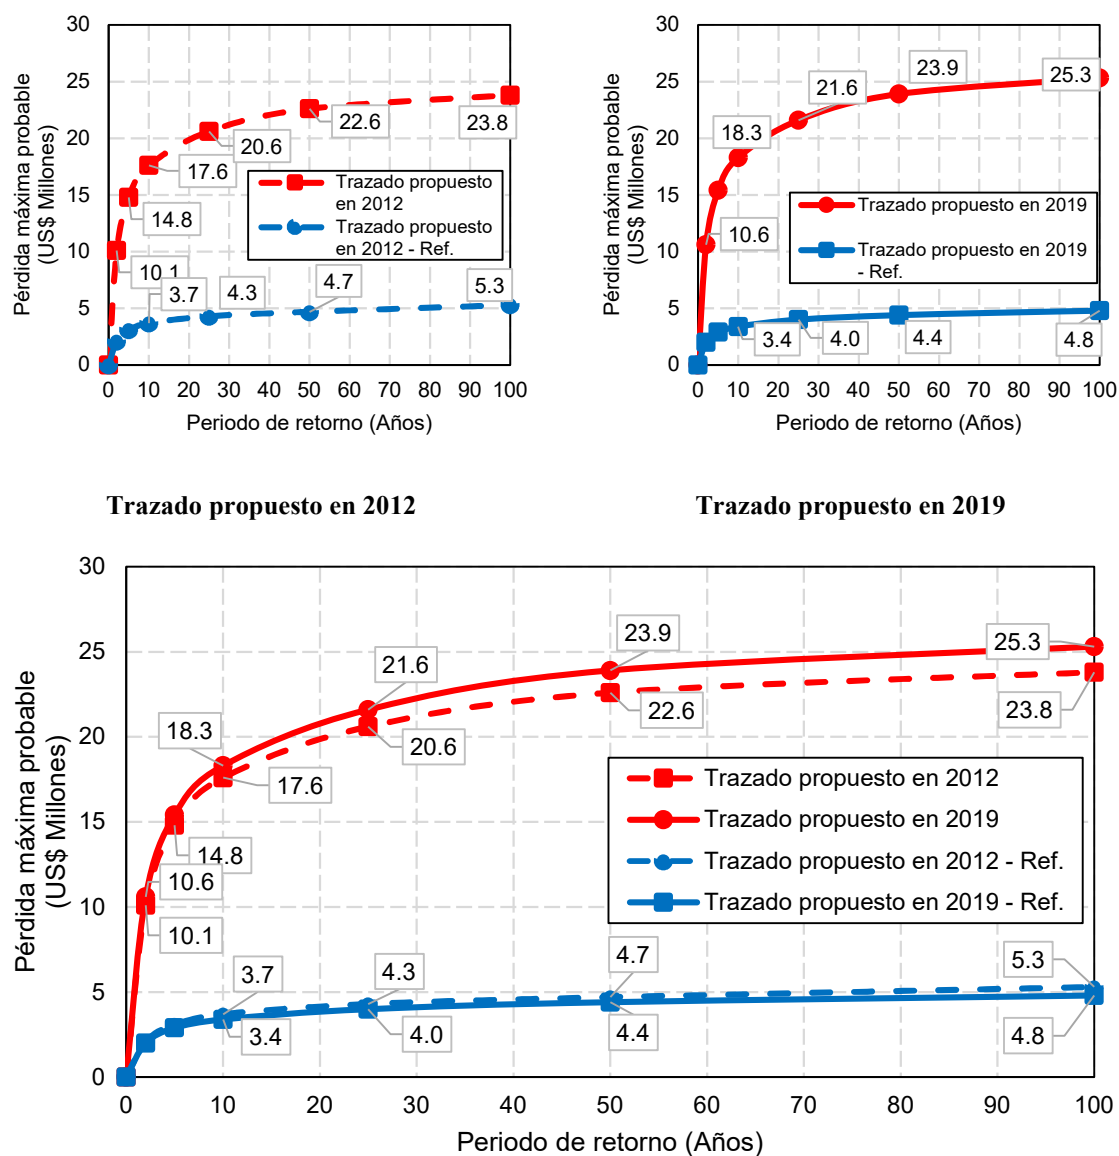 Pérdida máxima probable
(US$ Millones)
30
25
20
15
10
5
0
23.8
22.6
20.6
17.6
14.8
10.1
3.7
4.3
4.7
5.3
Trazado propuesto
en 2012
Trazado propuesto
en 2012 - Ref.
0 10 20 30 40 50 60 70 80 90 100
Periodo de retorno (Años)
Pérdida máxima probable
(US$ Millones)
30
25
20
15
10
5
0
25.3
23.9
21.6
18.3
10.6
3.4
4.0
4.4
4.8
Trazado propuesto en 2019
Trazado propuesto en 2019
- Ref.
0 10 20 30 40 50 60 70 80 90 100
Periodo de retorno (Años)
Trazado propuesto en 2012
Trazado propuesto en 2019
Pérdida máxima probable
(US$ Millones)
30
25
20
15
10
5
0
25.3
23.9
21.6
18.3
23.8
22.6
20.6
17.6
14.8
10.6
10.1
3.7
4.3
4.7
5.3
3.4
4.0
4.4
4.8
Trazado propuesto en 2012
Trazado propuesto en 2019
Trazado propuesto en 2012 - Ref.
Trazado propuesto en 2019 - Ref.
0 10 20 30 40 50 60 70 80 90 100
Periodo de retorno (Años)